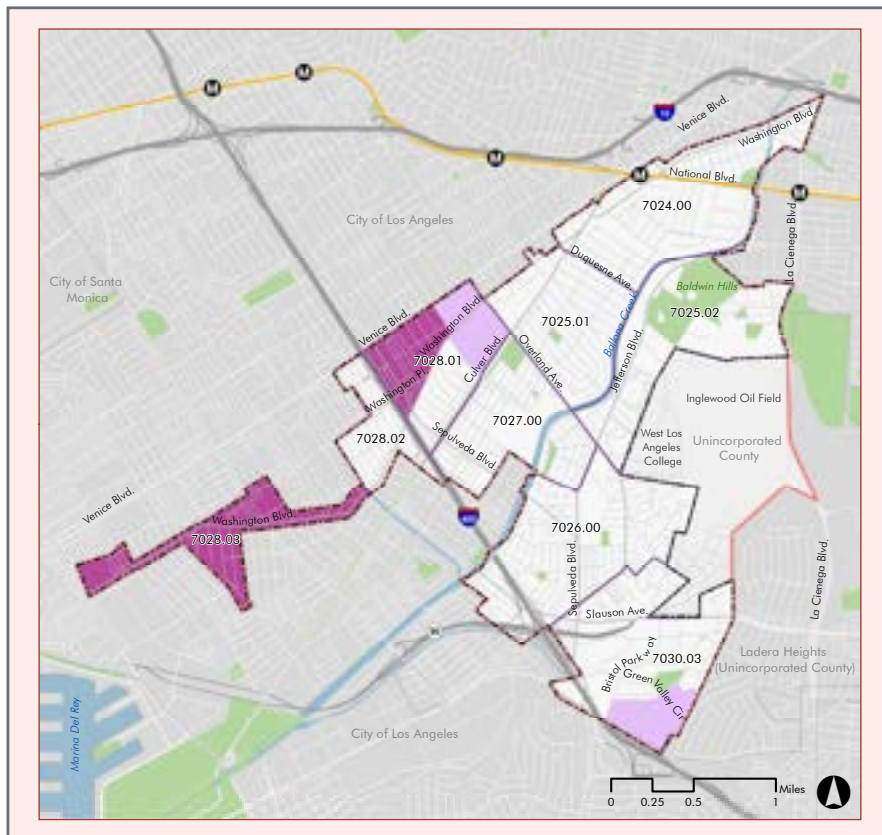 M
M
10
Venice Blvd.
Washington Blvd.
M
M
National Blvd.
M
7024.00
City of Los Angeles
La Cienega Blvd.
Duquesne Ave.
City of Santa
Monica
Baldwin Hills
7025.02
Ballona Creek
Venice Blvd.
Washington Blvd.
7025.01
Jefferson Blvd.
7028.01
Culver Blvd.
Overland Ave
Washington Pl.
Inglewood Oil Field
7027.00
7028.02
Sepulveda Blvd.
West Los
Angeles
College
Unincorporated
County
Venice Blvd.
Washington Blvd.
405
7028.03
7026.00
Sepulveda Blvd.
La Cienega Blvd.
Slauson Ave.
90
Bristol Parkway
7030.03
Green Valley Cir
Ladera Heights
(Unincorporated County)
Marina Del Rey
City of Los Angeles
Miles
0 0.25 0.5 1